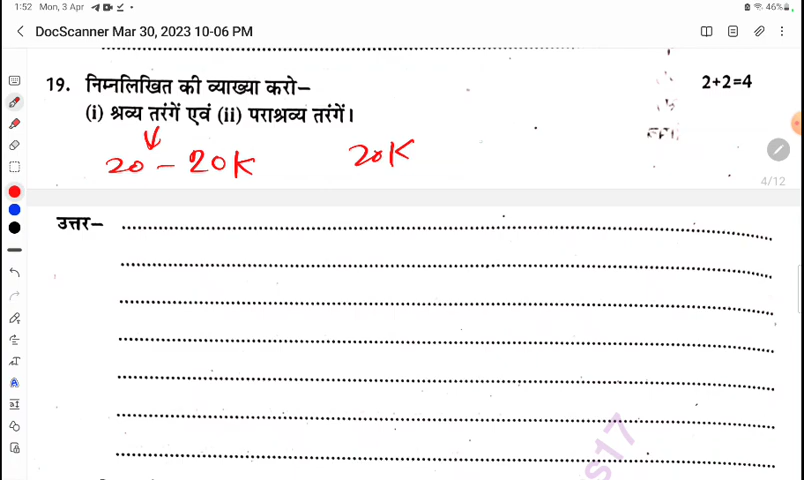 1:52 Mon, 3 Apr
46%
DocScanner Mar 30, 2023 10-06 PM
19. निम्नलिखित की व्याख्या करो– 2+2=4
(i) श्रव्य तरंगें एवं (ii) पराश्रव्य तरंगें।
20 – 20K 20K
4/12
उत्तर–
s17